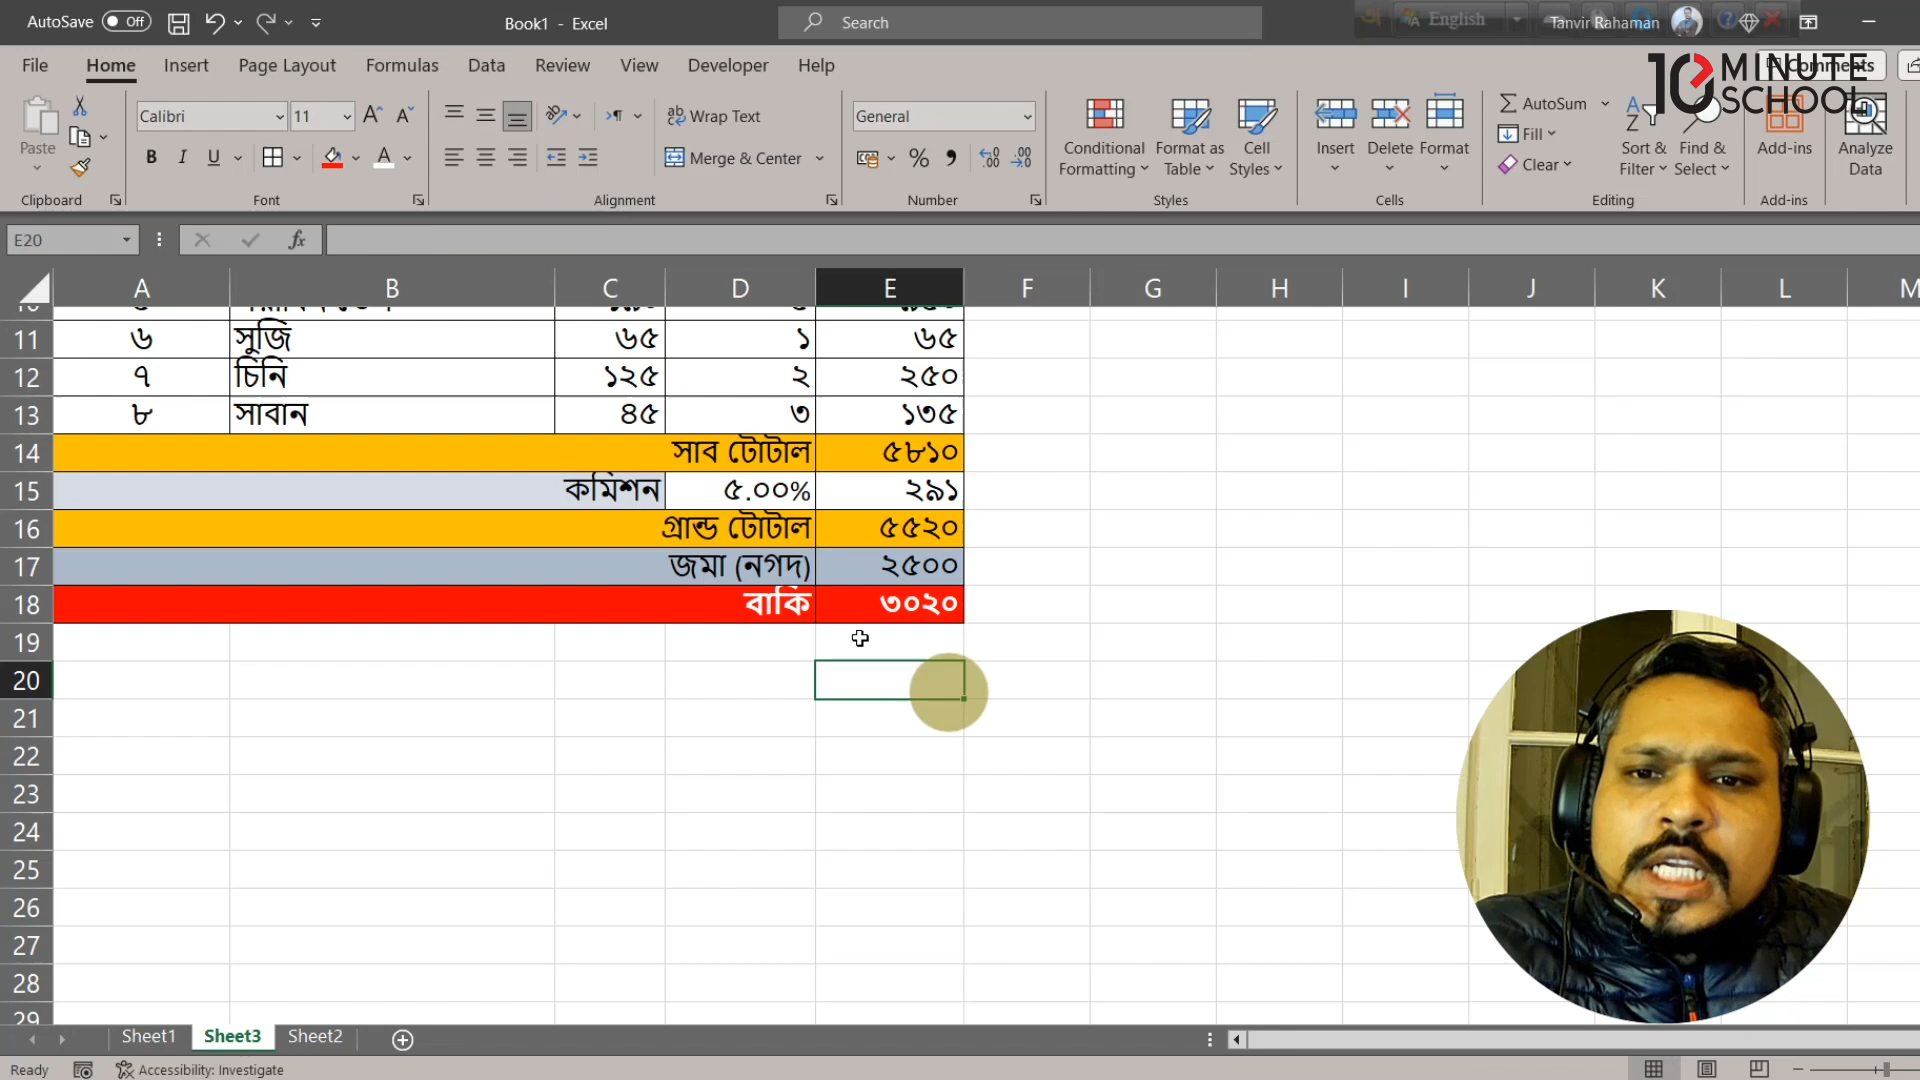 AutoSave Off Book1 - Excel Search English Tanvir Rahaman
File Home Insert Page Layout Formulas Data Review View Developer Help Comments
10 MINUTE SCHOOL
Paste Calibri 11 Wrap Text General Conditional Formatting Format as Table Cell Styles Insert Delete Format AutoSum Sort & Filter Find & Select Add-ins Analyze Data
B I U A Merge & Center % Fill
Clear
Clipboard Font Alignment Number Styles Cells Editing Add-ins
E20 fx
A B C D E F G H I J K L M
11 ৬ সুজি ৬৫ ১ ৬৫
12 ৭ চিনি ১২৫ ২ ২৫০
13 ৮ সাবান ৪৫ ৩ ১৩৫
14 সাব টোটাল ৫৮১০
15 কমিশন ৫.০০% ২৯১
16 গ্রান্ড টোটাল ৫৫২০
17 জমা (নগদ) ২৫০০
18 বাকি ৩০২০
19
20
21
22
23
24
25
26
27
28
29
Sheet1 Sheet3 Sheet2
Ready Accessibility: Investigate